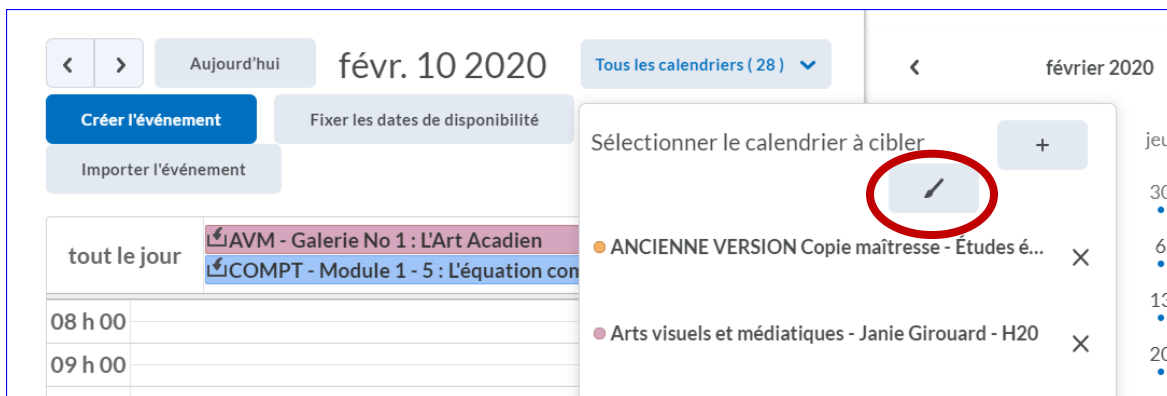 Aujourd'hui
févr. 10 2020
Tous les calendriers ( 28 )
février 2020
Créer l'événement
Fixer les dates de disponibilité
Importer l'événement
Sélectionner le calendrier à cibler
+
jeu
30
tout le jour
AVM - Galerie No 1 : L'Art Acadien
COMPT - Module 1 - 5 : L'équation con
ANCIENNE VERSION Copie maîtresse - Études é...
6
08 h 00
13
Arts visuels et médiatiques - Janie Girouard - H20
09 h 00
20